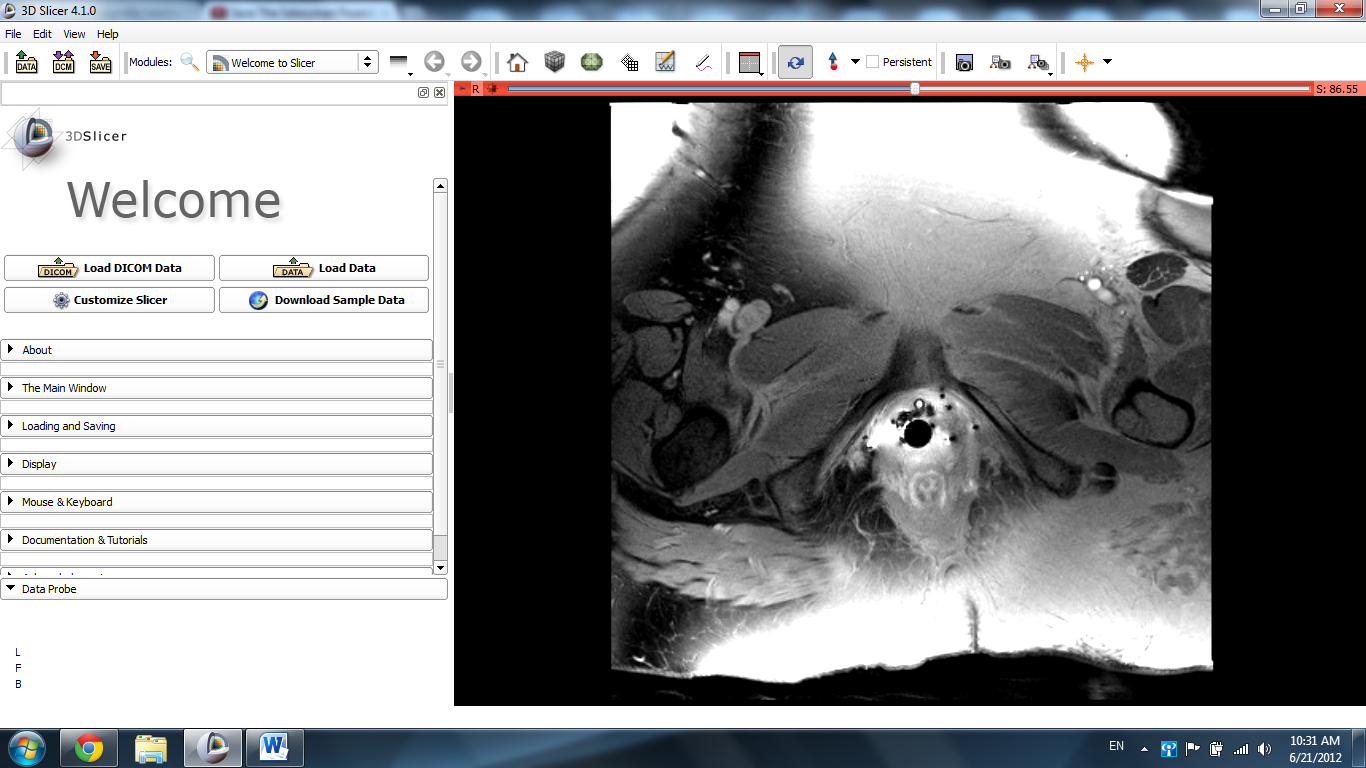 3D Slicer 4.1.0
File Edit View Help
DATA DCM SAVE Modules: Welcome to Slicer Persistent
R S: 86.55
3DSlicer
Welcome
DICOM Load DICOM Data DATA Load Data
Customize Slicer Download Sample Data
About
The Main Window
Loading and Saving
Display
Mouse & Keyboard
Documentation & Tutorials
Data Probe
L
F
B
EN 10:31 AM
6/21/2012